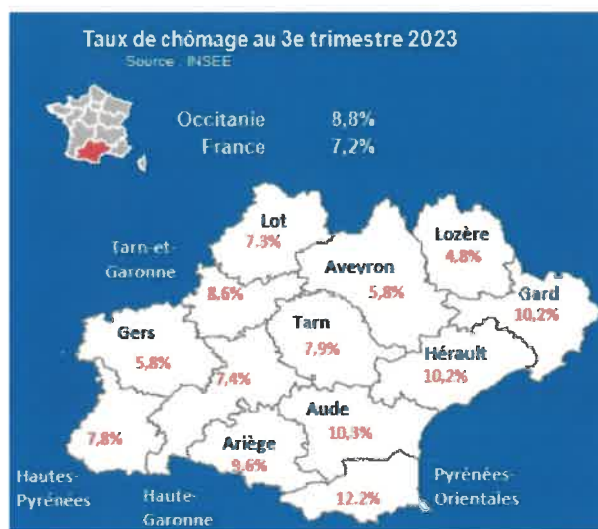 Taux de chômage au 3e trimestre 2023
Source : INSEE
Occitanie 8,8%
France 7,2%
Lot
7.3%
Lozère
4,8%
Tarn-et-
Garonne
8.6%
Aveyron
5,8%
Gard
10,2%
Gers
5,8%
Tarn
7,9%
Hérault
10,2%
7,4%
Aude
10,3%
7,8%
Ariège
9.6%
Hautes-
Pyrénées
Haute-
Garonne
12.2%
Pyrénées-
Orientales